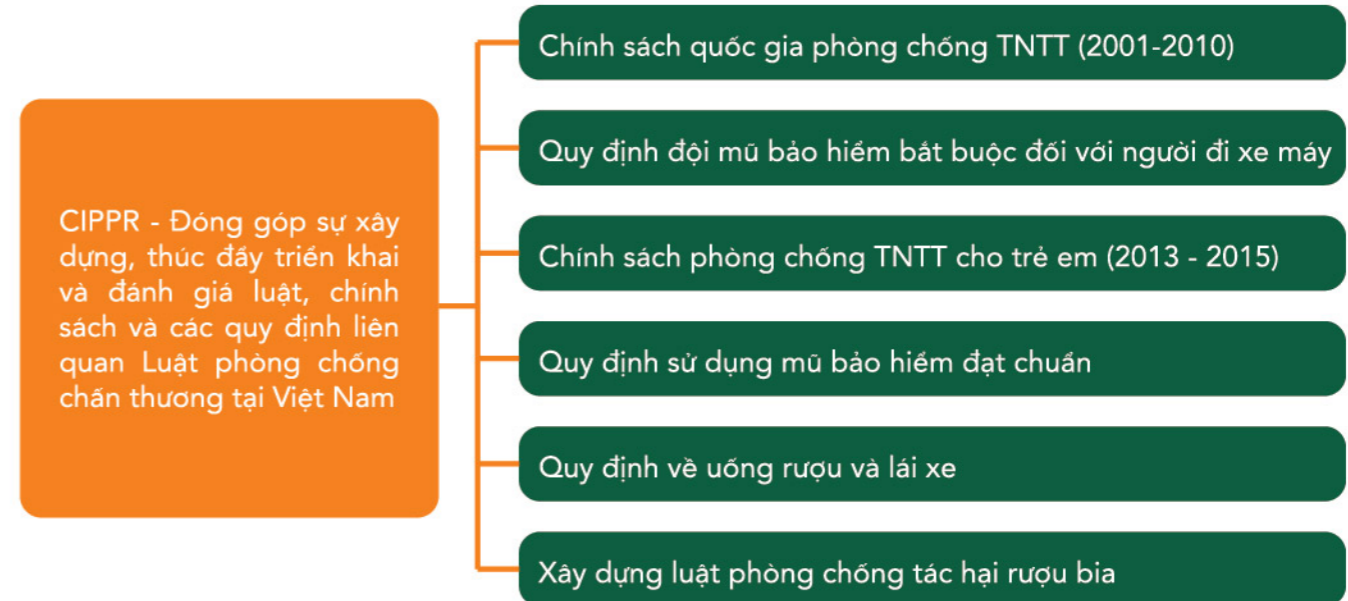 CIPPR - Đóng góp sự xây
dựng, thúc đẩy triển khai
và đánh giá luật, chính
sách và các quy định liên
quan Luật phòng chống
chấn thương tại Việt Nam
Chính sách quốc gia phòng chống TNTT (2001-2010)
Quy định đội mũ bảo hiểm bắt buộc đối với người đi xe máy
Chính sách phòng chống TNTT cho trẻ em (2013 - 2015)
Quy định sử dụng mũ bảo hiểm đạt chuẩn
Quy định về uống rượu và lái xe
Xây dựng luật phòng chống tác hại rượu bia